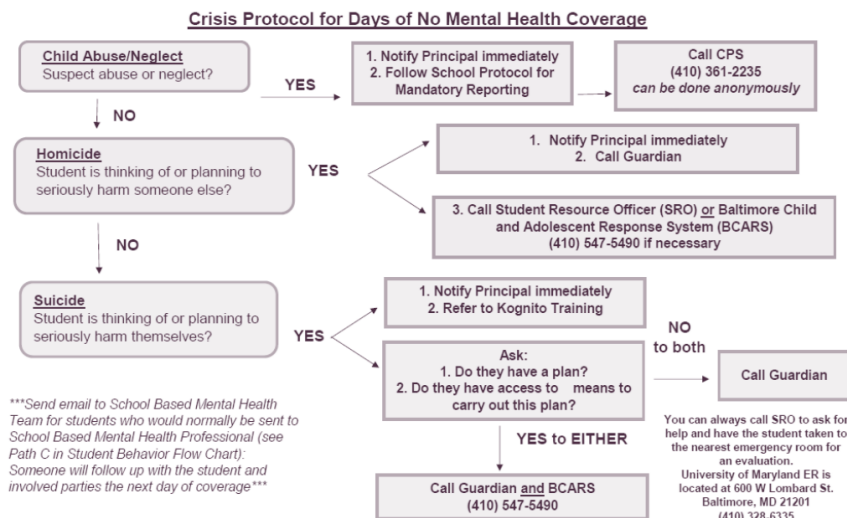 Crisis Protocol for Days of No Mental Health Coverage
Child Abuse/Neglect
Suspect abuse or neglect?
YES
1. Notify Principal immediately
2. Follow School Protocol for
Mandatory Reporting
Call CPS
(410) 361-2235
can be done anonymously
NO
Homicide
Student is thinking of or planning to
seriously harm someone else?
YES
1. Notify Principal immediately
2. Call Guardian
3. Call Student Resource Officer (SRO) or Baltimore Child
and Adolescent Response System (BCARS)
(410) 547-5490 if necessary
NO
Suicide
Student is thinking of or planning to
seriously harm themselves?
YES
1. Notify Principal immediately
2. Refer to Kognito Training
Ask:
1. Do they have a plan?
2. Do they have access to means to
carry out this plan?
NO
to both
Call Guardian
YES to EITHER
Call Guardian and BCARS
(410) 547-5490
You can always call SRO to ask for
help and have the student taken to
the nearest emergency room for
an evaluation.
University of Maryland ER is
located at 600 W Lombard St.
Baltimore, MD 21201
(410) 328-6335
***Send email to School Based Mental Health
Team for students who would normally be sent to
School Based Mental Health Professional (see
Path C in Student Behavior Flow Chart):
Someone will follow up with the student and
involved parties the next day of coverage***